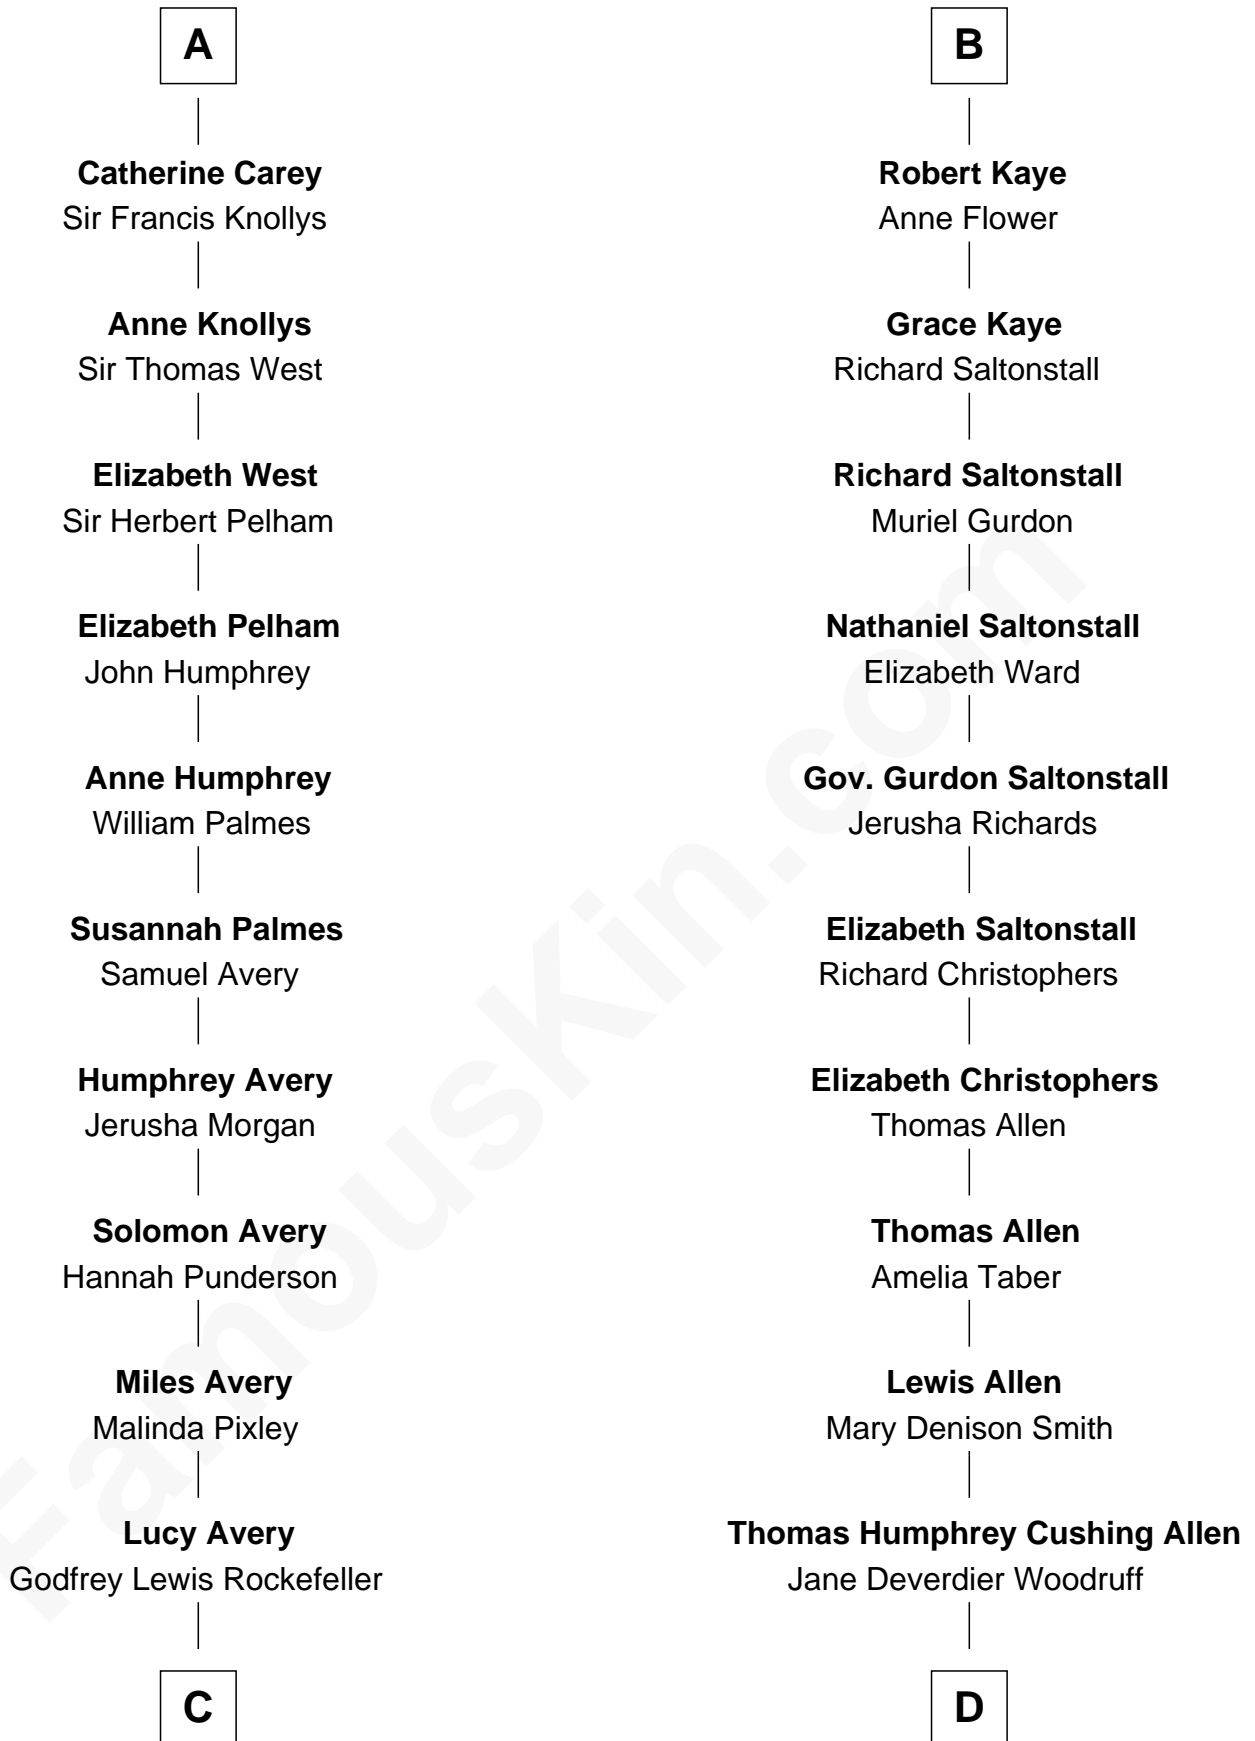 A
Catherine Carey
Sir Francis Knollys
Anne Knollys
Sir Thomas West
Elizabeth West
Sir Herbert Pelham
Elizabeth Pelham
John Humphrey
Anne Humphrey
William Palmes
Susannah Palmes
Samuel Avery
Humphrey Avery
Jerusha Morgan
Solomon Avery
Hannah Punderson
Miles Avery
Malinda Pixley
Lucy Avery
Godfrey Lewis Rockefeller
C
B
Robert Kaye
Anne Flower
Grace Kaye
Richard Saltonstall
Richard Saltonstall
Muriel Gurdon
Nathaniel Saltonstall
Elizabeth Ward
Gov. Gurdon Saltonstall
Jerusha Richards
Elizabeth Saltonstall
Richard Christophers
Elizabeth Christophers
Thomas Allen
Thomas Allen
Amelia Taber
Lewis Allen
Mary Denison Smith
Thomas Humphrey Cushing Allen
Jane Deverdier Woodruff
D
FamousKin.com